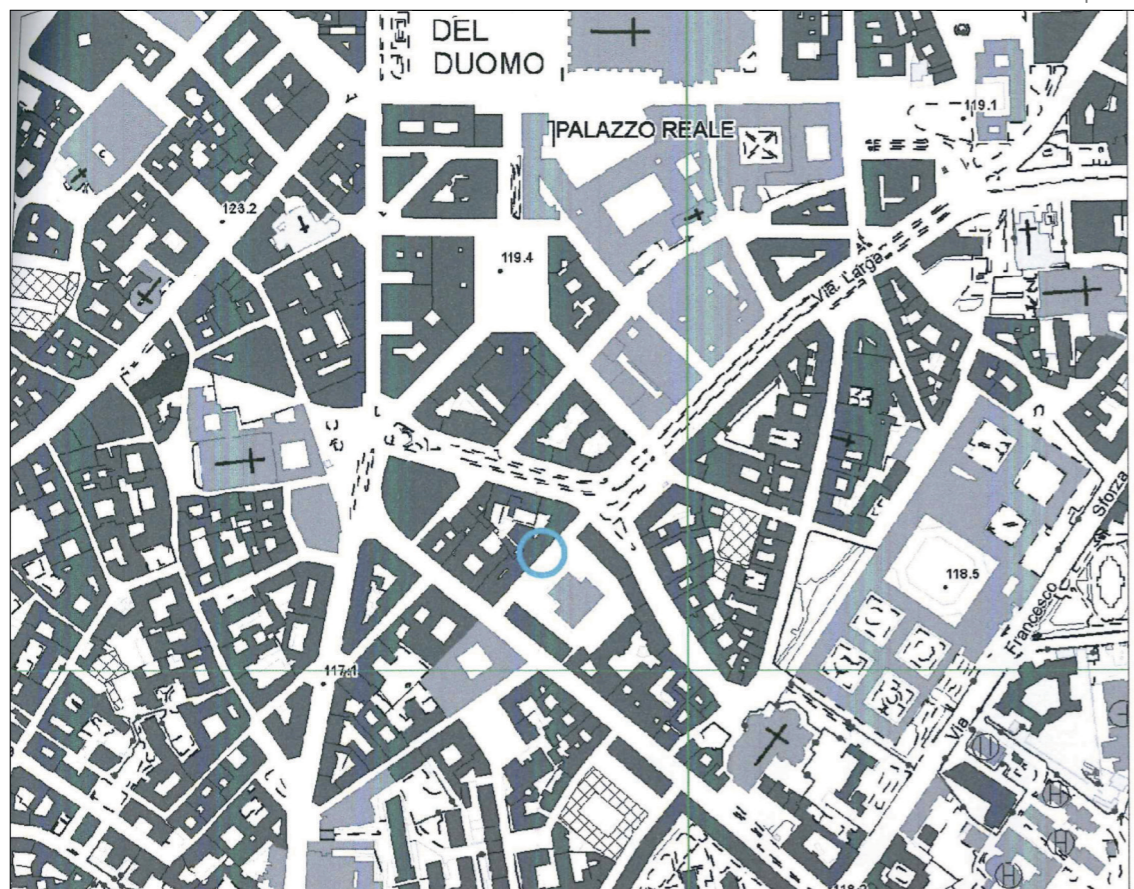 DEL
DUOMO
PALAZZO REALE
119.1
123.2
119.4
Via Larga
Sforza
Francesco
Via
118.5
117.1
H
H
H